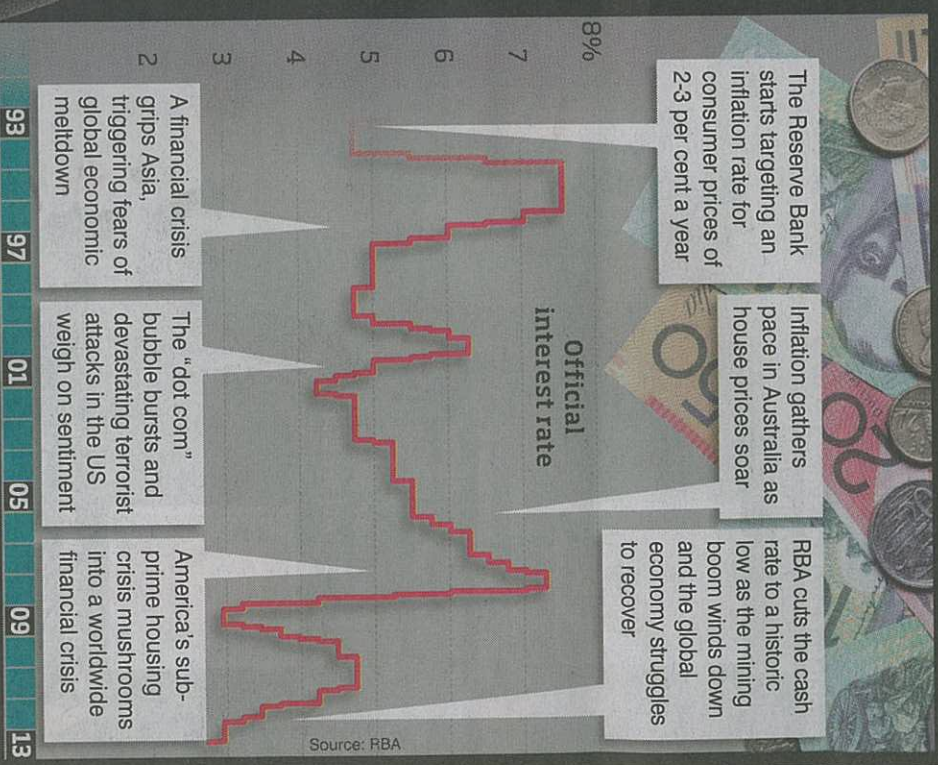 The Reserve Bank
starts targeting an
inflation rate for
consumer prices of
2-3 per cent a year
Inflation gathers
pace in Australia as
house prices soar
RBA cuts the cash
rate to a historic
low as the mining
boom winds down
and the global
economy struggles
to recover
8%
7
6
5
4
3
2
Official
interest rate
A financial crisis
grips Asia,
triggering fears of
global economic
meltdown
The "dot com"
bubble bursts and
devastating terrorist
attacks in the US
weigh on sentiment
America's sub-
prime housing
crisis mushrooms
into a worldwide
financial crisis
Source: RBA
93
97
01
05
09
13
50
20